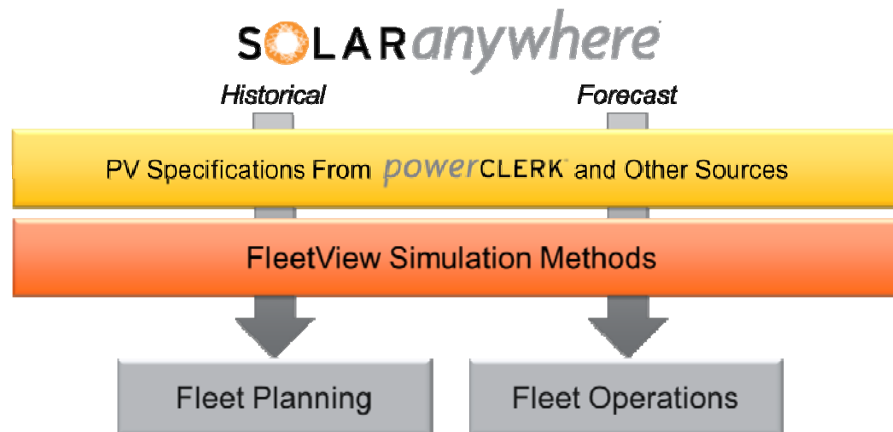 SOLARanywhere
Historical Forecast
PV Specifications From powerCLERK and Other Sources
FleetView Simulation Methods
Fleet Planning Fleet Operations